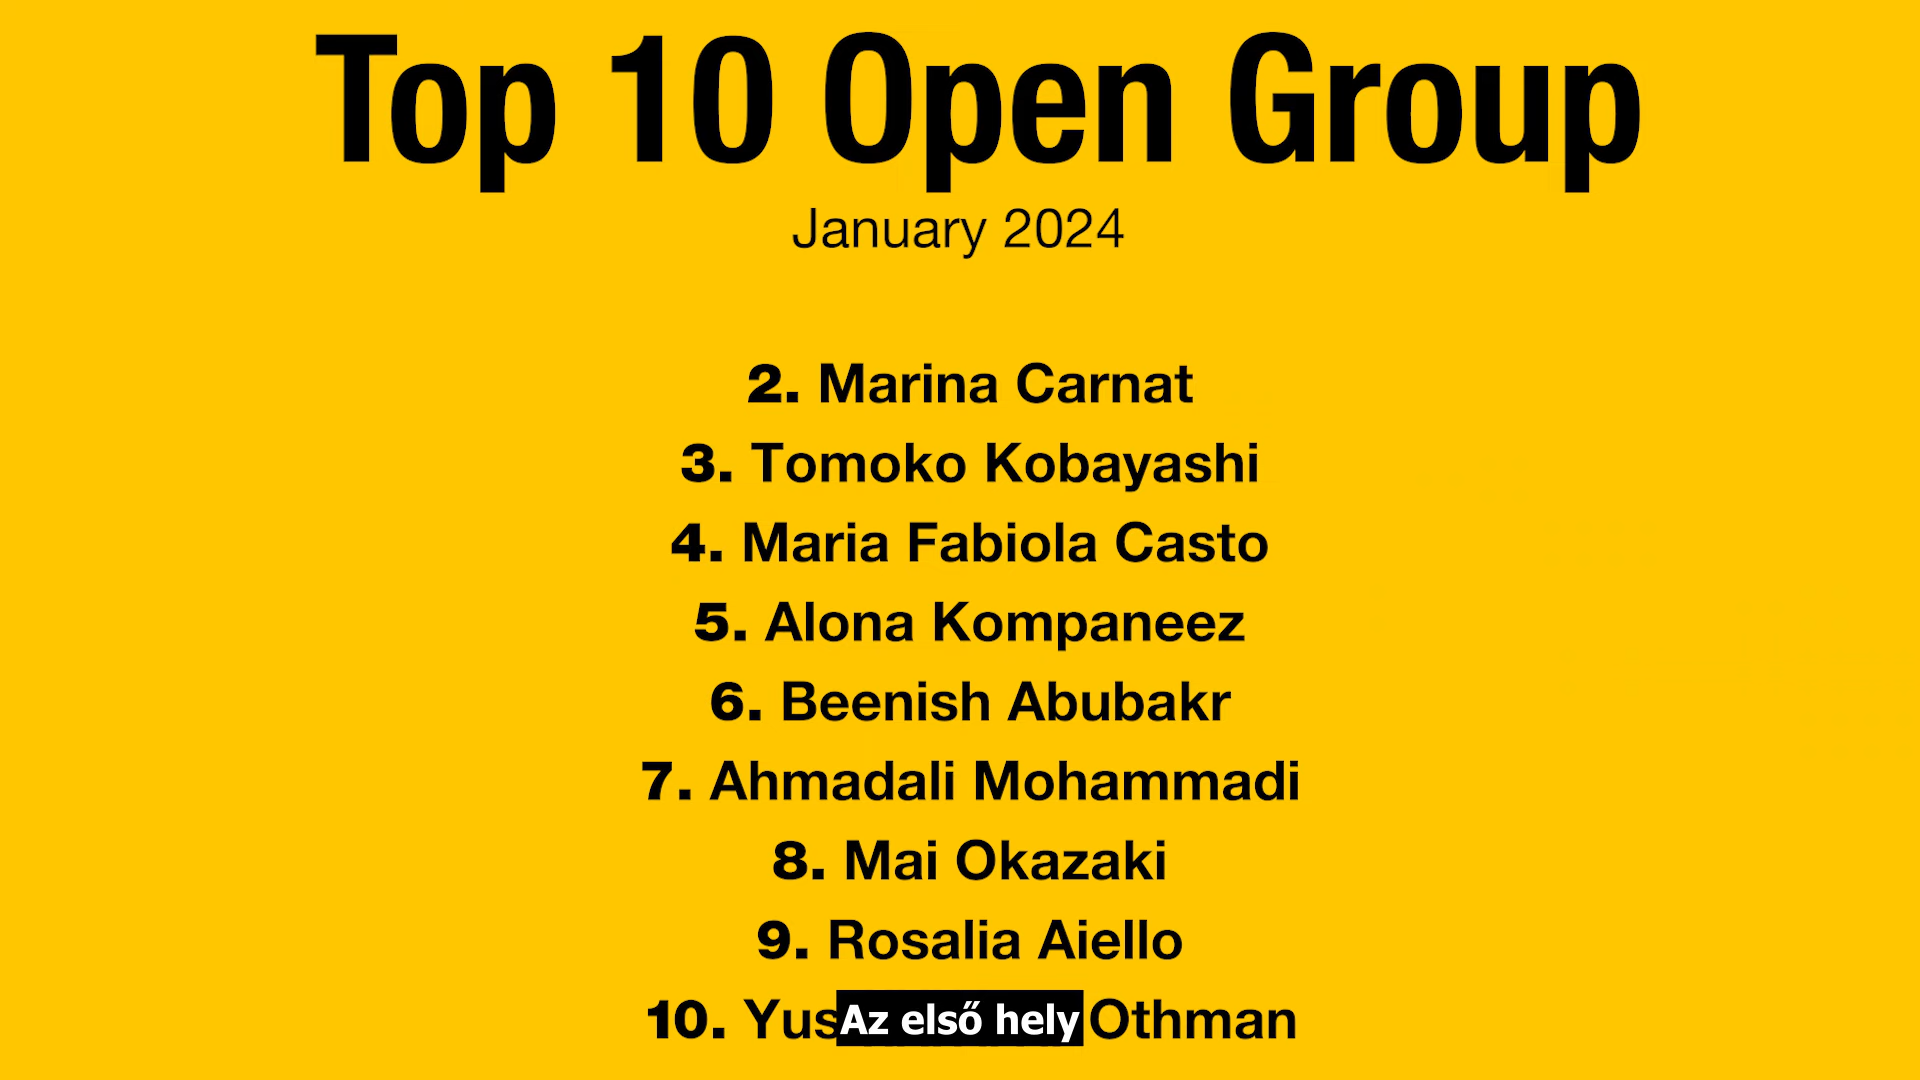 Top 10 Open Group
January 2024
2. Marina Carnat
3. Tomoko Kobayashi
4. Maria Fabiola Casto
5. Alona Kompaneez
6. Beenish Abubakr
7. Ahmadali Mohammadi
8. Mai Okazaki
9. Rosalia Aiello
10. Othman
Az első hely